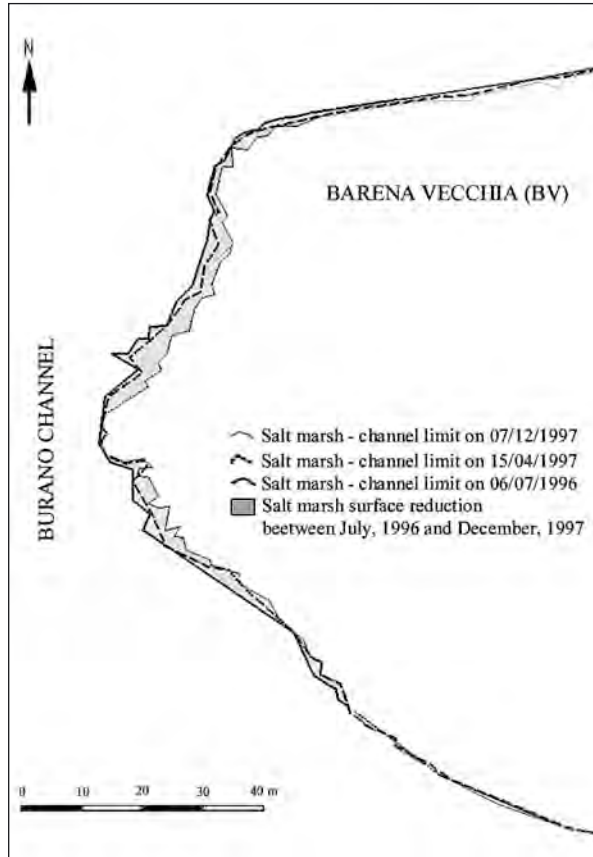 N
BARENA VECCHIA (BV)
BURANO CHANNEL
Salt marsh - channel limit on 07/12/1997
Salt marsh - channel limit on 15/04/1997
Salt marsh - channel limit on 06/07/1996
Salt marsh surface reduction
beetween July, 1996 and December, 1997
0 10 20 30 40 m